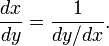 dx/dy = 1/(dy/dx).